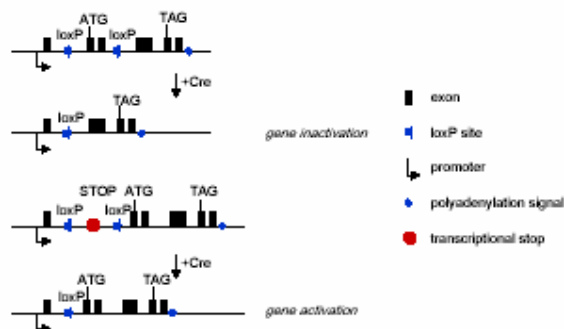 ATG TAG
loxP loxP
+Cre
TAG
loxP
gene inactivation
STOP ATG TAG
loxP loxP
+Cre
ATG TAG
loxP
gene activation
exon
loxP site
promoter
polyadenylation signal
transcriptional stop